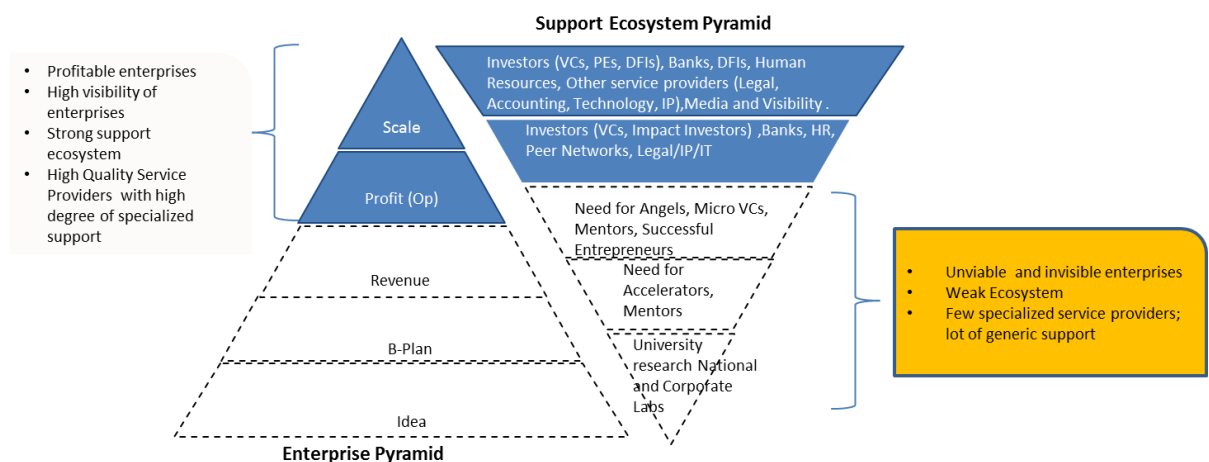 Support Ecosystem Pyramid
• Profitable enterprises
• High visibility of
enterprises
• Strong support
ecosystem
• High Quality Service
Providers with high
degree of specialized
support
Scale
Profit (Op)
Revenue
B-Plan
Idea
Enterprise Pyramid
Investors (VCs, PEs, DFIs), Banks, DFIs, Human
Resources, Other service providers (Legal,
Accounting, Technology, IP),Media and Visibility .
Investors (VCs, Impact Investors) ,Banks, HR,
Peer Networks, Legal/IP/IT
Need for Angels, Micro VCs,
Mentors, Successful
Entrepreneurs
Need for
Accelerators,
Mentors
University
research National
and Corporate
Labs
• Unviable and invisible enterprises
• Weak Ecosystem
• Few specialized service providers;
lot of generic support